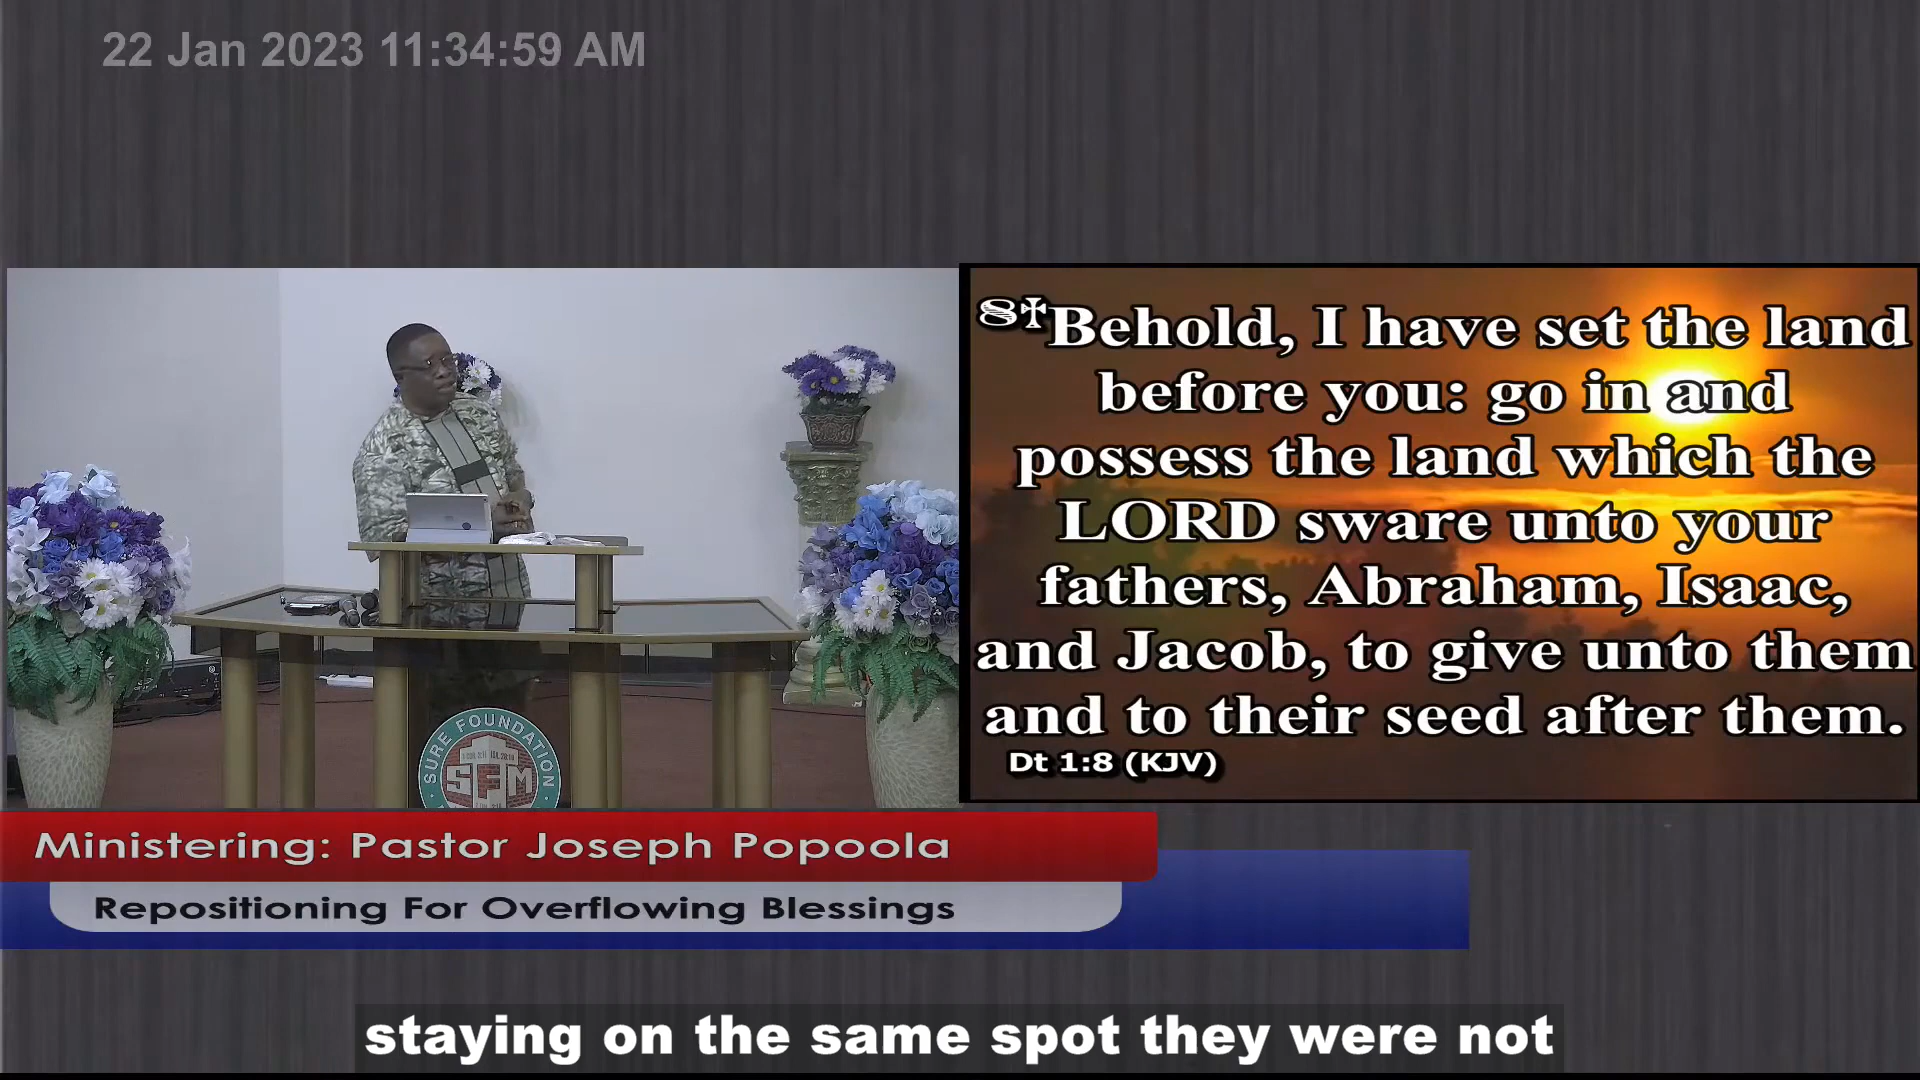 22 Jan 2023 11:34:59 AM
8✝Behold, I have set the land
before you: go in and
possess the land which the
LORD sware unto your
fathers, Abraham, Isaac,
and Jacob, to give unto them
and to their seed after them.
Dt 1:8 (KJV)
SURE FOUNDATION
SFM
Ministering: Pastor Joseph Popoola
Repositioning For Overflowing Blessings
staying on the same spot they were not